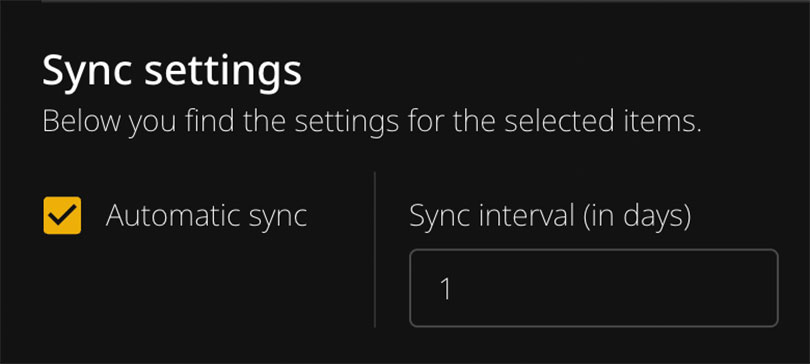 Sync settings
Below you find the settings for the selected items.
Automatic sync
Sync interval (in days)
1